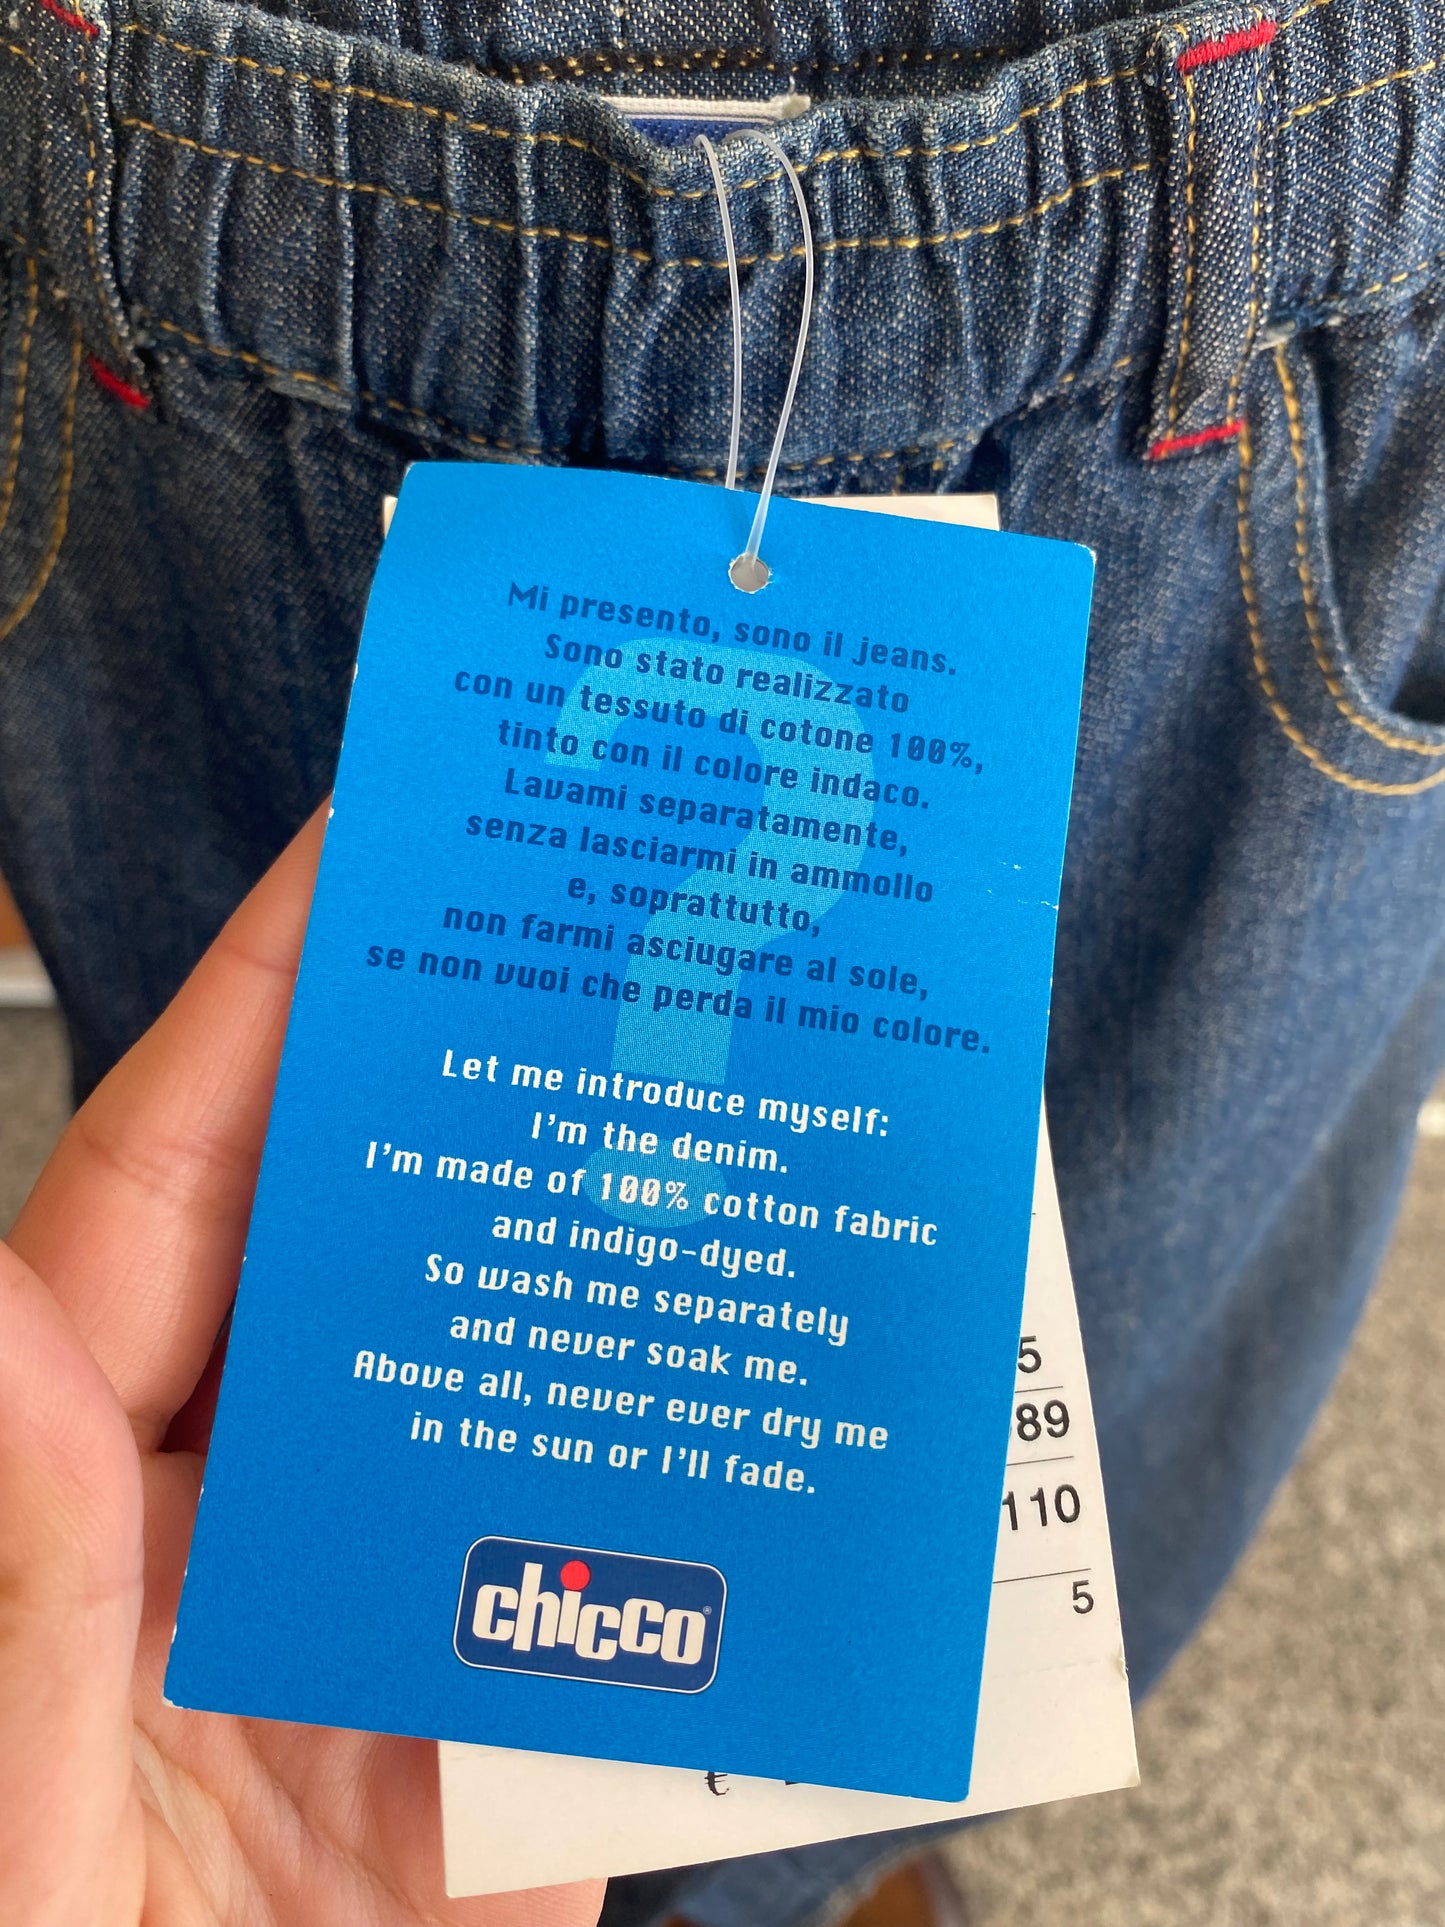 Mi presento, sono il jeans.
Sono stato realizzato
con un tessuto di cotone 100%,
tinto con il colore indaco.
Lavami separatamente,
senza lasciarmi in ammollo
e, soprattutto,
non farmi asciugare al sole,
se non vuoi che perda il mio colore.
Let me introduce myself:
I'm the denim.
I'm made of 100% cotton fabric
and indigo-dyed.
So wash me separately
and never soak me.
Above all, never ever dry me
in the sun or I'll fade.
chicco®
5
89
110
5
€